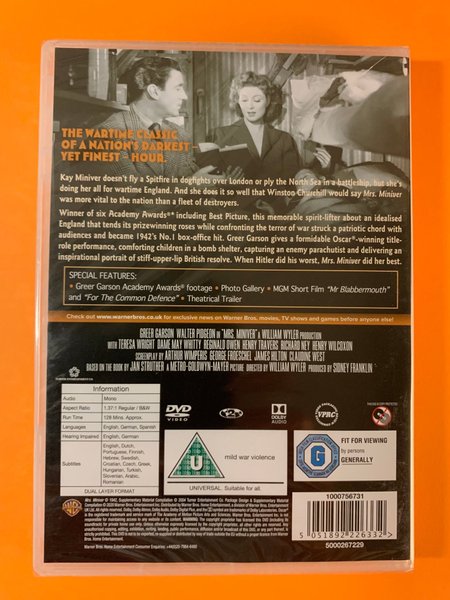 THE WARTIME CLASSIC
OF A NATION'S DARKEST –
YET FINEST – HOUR.
Kay Miniver doesn't fly a Spitfire in dogfights over London or ply the North Sea in a battleship, but she's
doing her all for wartime England. And she does it so well that Winston Churchill would say Mrs. Miniver
was more vital to the nation than a fleet of destroyers.
Winner of six Academy Awards®* including Best Picture, this memorable spirit-lifter about an idealised
England that tends its prizewinning roses while confronting the terror of war struck a patriotic chord with
audiences and became 1942's No.1 box-office hit. Greer Garson gives a formidable Oscar®-winning title-
role performance, comforting children in a bomb shelter, capturing an enemy parachutist and delivering an
inspirational portrait of stiff-upper-lip British resolve. When Hitler did his worst, Mrs. Miniver did her best.
SPECIAL FEATURES:
• Greer Garson Academy Awards® footage • Photo Gallery • MGM Short Film "Mr Blabbermouth"
and "For The Common Defence" • Theatrical Trailer
Check out www.warnerbros.co.uk for information on Warner Bros. movies, TV shows and games before anyone else!
GREER GARSON WALTER PIDGEON IN "MRS. MINIVER" A WILLIAM WYLER PRODUCTION
WITH TERESA WRIGHT DAME MAY WHITTY REGINALD OWEN HENRY TRAVERS RICHARD NEY HENRY WILCOXON
SCREENPLAY BY ARTHUR WIMPERIS GEORGE FROESCHEL JAMES HILTON CLAUDINE WEST
BASED ON THE BOOK BY JAN STRUTHER A METRO-GOLDWYN-MAYER PICTURE DIRECTED BY WILLIAM WYLER PRODUCED BY SIDNEY FRANKLIN
Information
Audio Mono
Aspect Ratio 1.37:1 Regular / B&W
Run Time 128 Mins. Approx.
Languages English, German, Spanish
Hearing Impaired English, German
Subtitles English, Dutch,
Portuguese, Finnish,
Hebrew, Swedish,
Croatian, Czech, Greek,
Hungarian, Turkish,
Slovenian, Arabic,
Romanian
DUAL LAYER FORMAT
DVD
VIDEO
2
DOLBY
AUDIO
VPRC
U
mild war violence
UNIVERSAL Suitable for all
G
FIT FOR VIEWING
by persons
GENERALLY
1000756731
5 051892 226332 >
5000267229